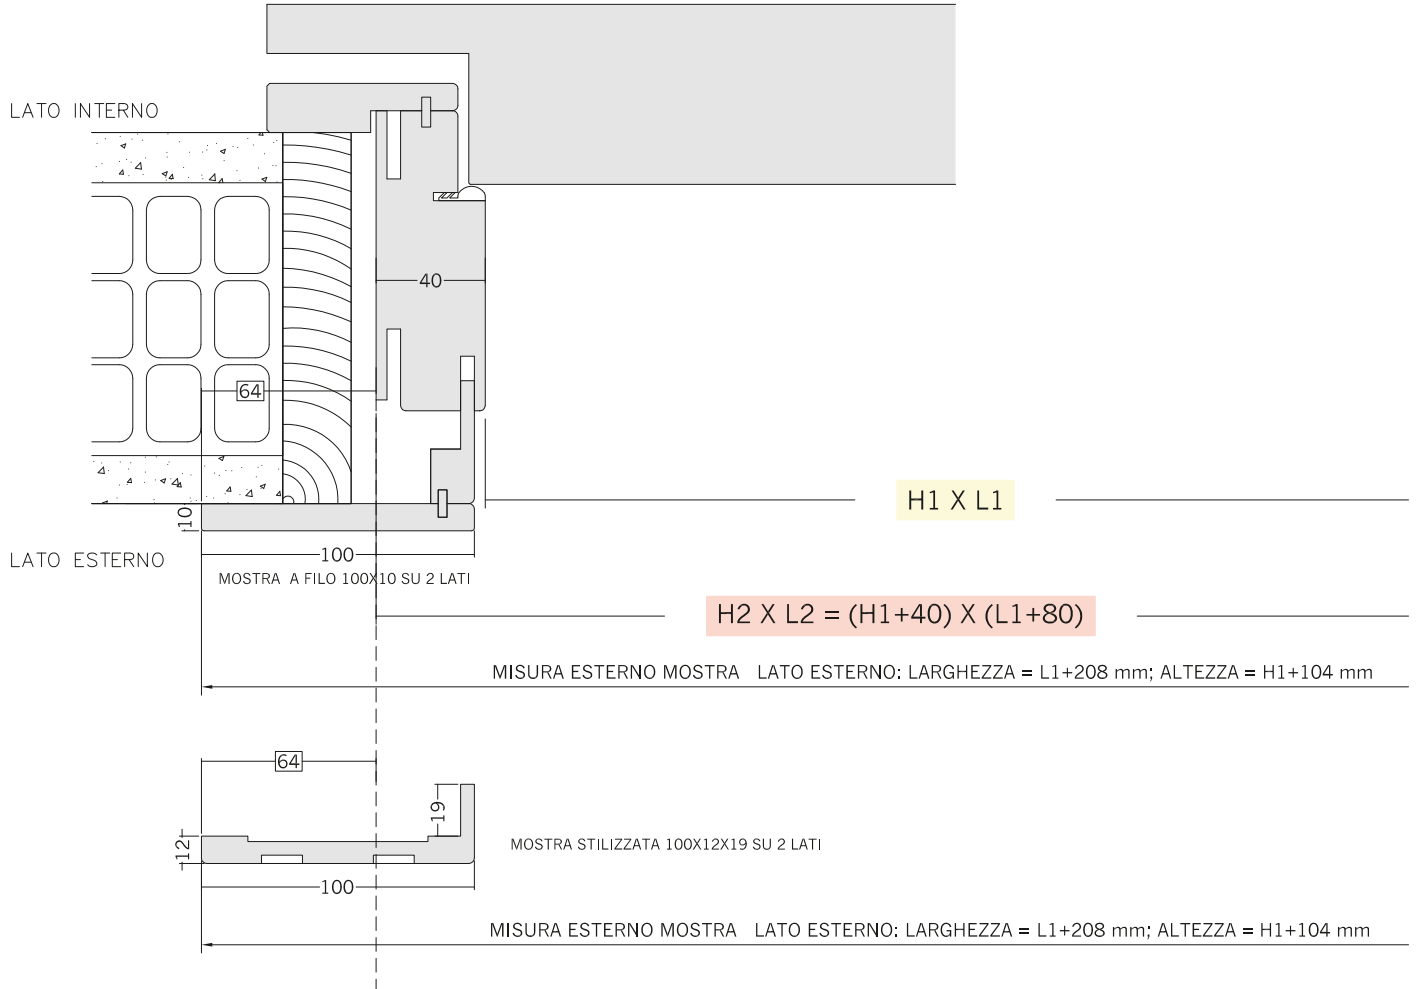 LATO INTERNO
40
64
H1 X L1
10
100
LATO ESTERNO
MOSTRA A FILO 100X10 SU 2 LATI
H2 X L2 = (H1+40) X (L1+80)
MISURA ESTERNO MOSTRA LATO ESTERNO: LARGHEZZA = L1+208 mm; ALTEZZA = H1+104 mm
64
19
12
MOSTRA STILIZZATA 100X12X19 SU 2 LATI
100
MISURA ESTERNO MOSTRA LATO ESTERNO: LARGHEZZA = L1+208 mm; ALTEZZA = H1+104 mm